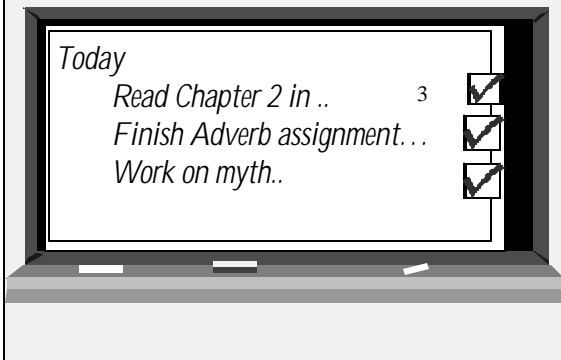 Today
Read Chapter 2 in .. 3
Finish Adverb assignment...
Work on myth..